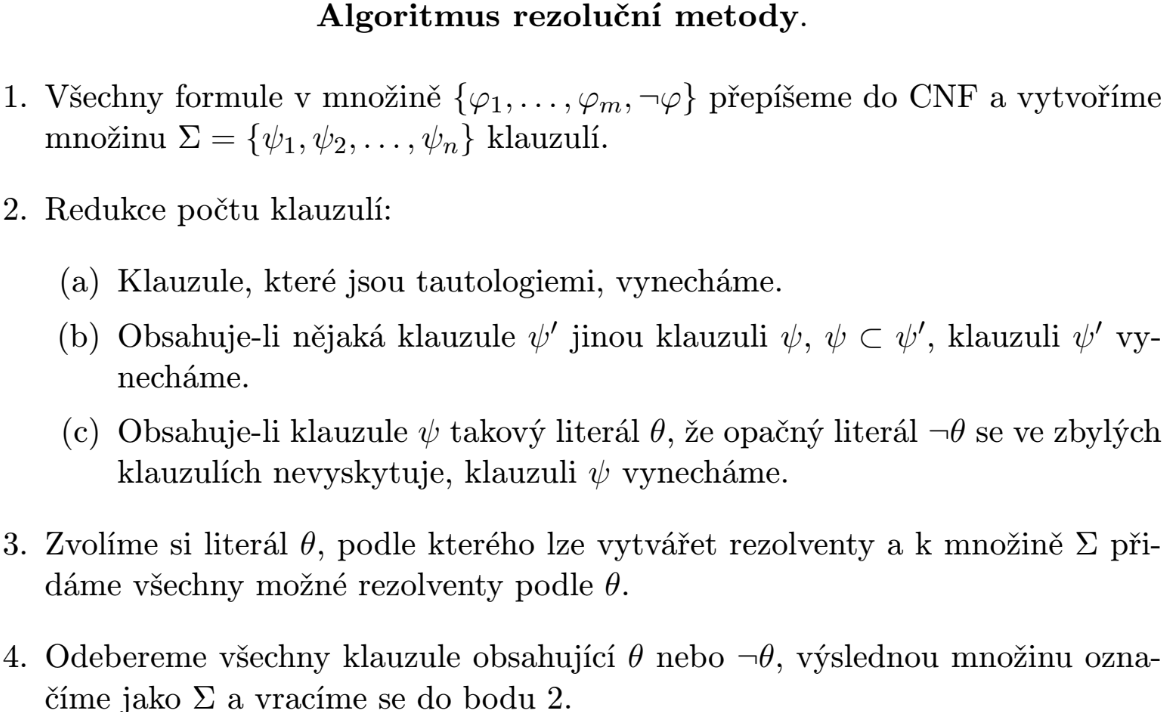 Algoritmus rezoluční metody.
1. Všechny formule v množině {φ₁, . . . , φₘ, ¬φ} přepíšeme do CNF a vytvoříme
množinu Σ = {ψ₁, ψ₂, . . . , ψₙ} klauzulí.
2. Redukce počtu klauzulí:
(a) Klauzule, které jsou tautologiemi, vynecháme.
(b) Obsahuje-li nějaká klauzule ψ′ jinou klauzuli ψ, ψ ⊂ ψ′, klauzuli ψ′ vy-
necháme.
(c) Obsahuje-li klauzule ψ takový literál θ, že opačný literál ¬θ se ve zbylých
klauzulích nevyskytuje, klauzuli ψ vynecháme.
3. Zvolíme si literál θ, podle kterého lze vytvářet rezolventy a k množině Σ při-
dáme všechny možné rezolventy podle θ.
4. Odebereme všechny klauzule obsahující θ nebo ¬θ, výslednou množinu ozna-
číme jako Σ a vracíme se do bodu 2.